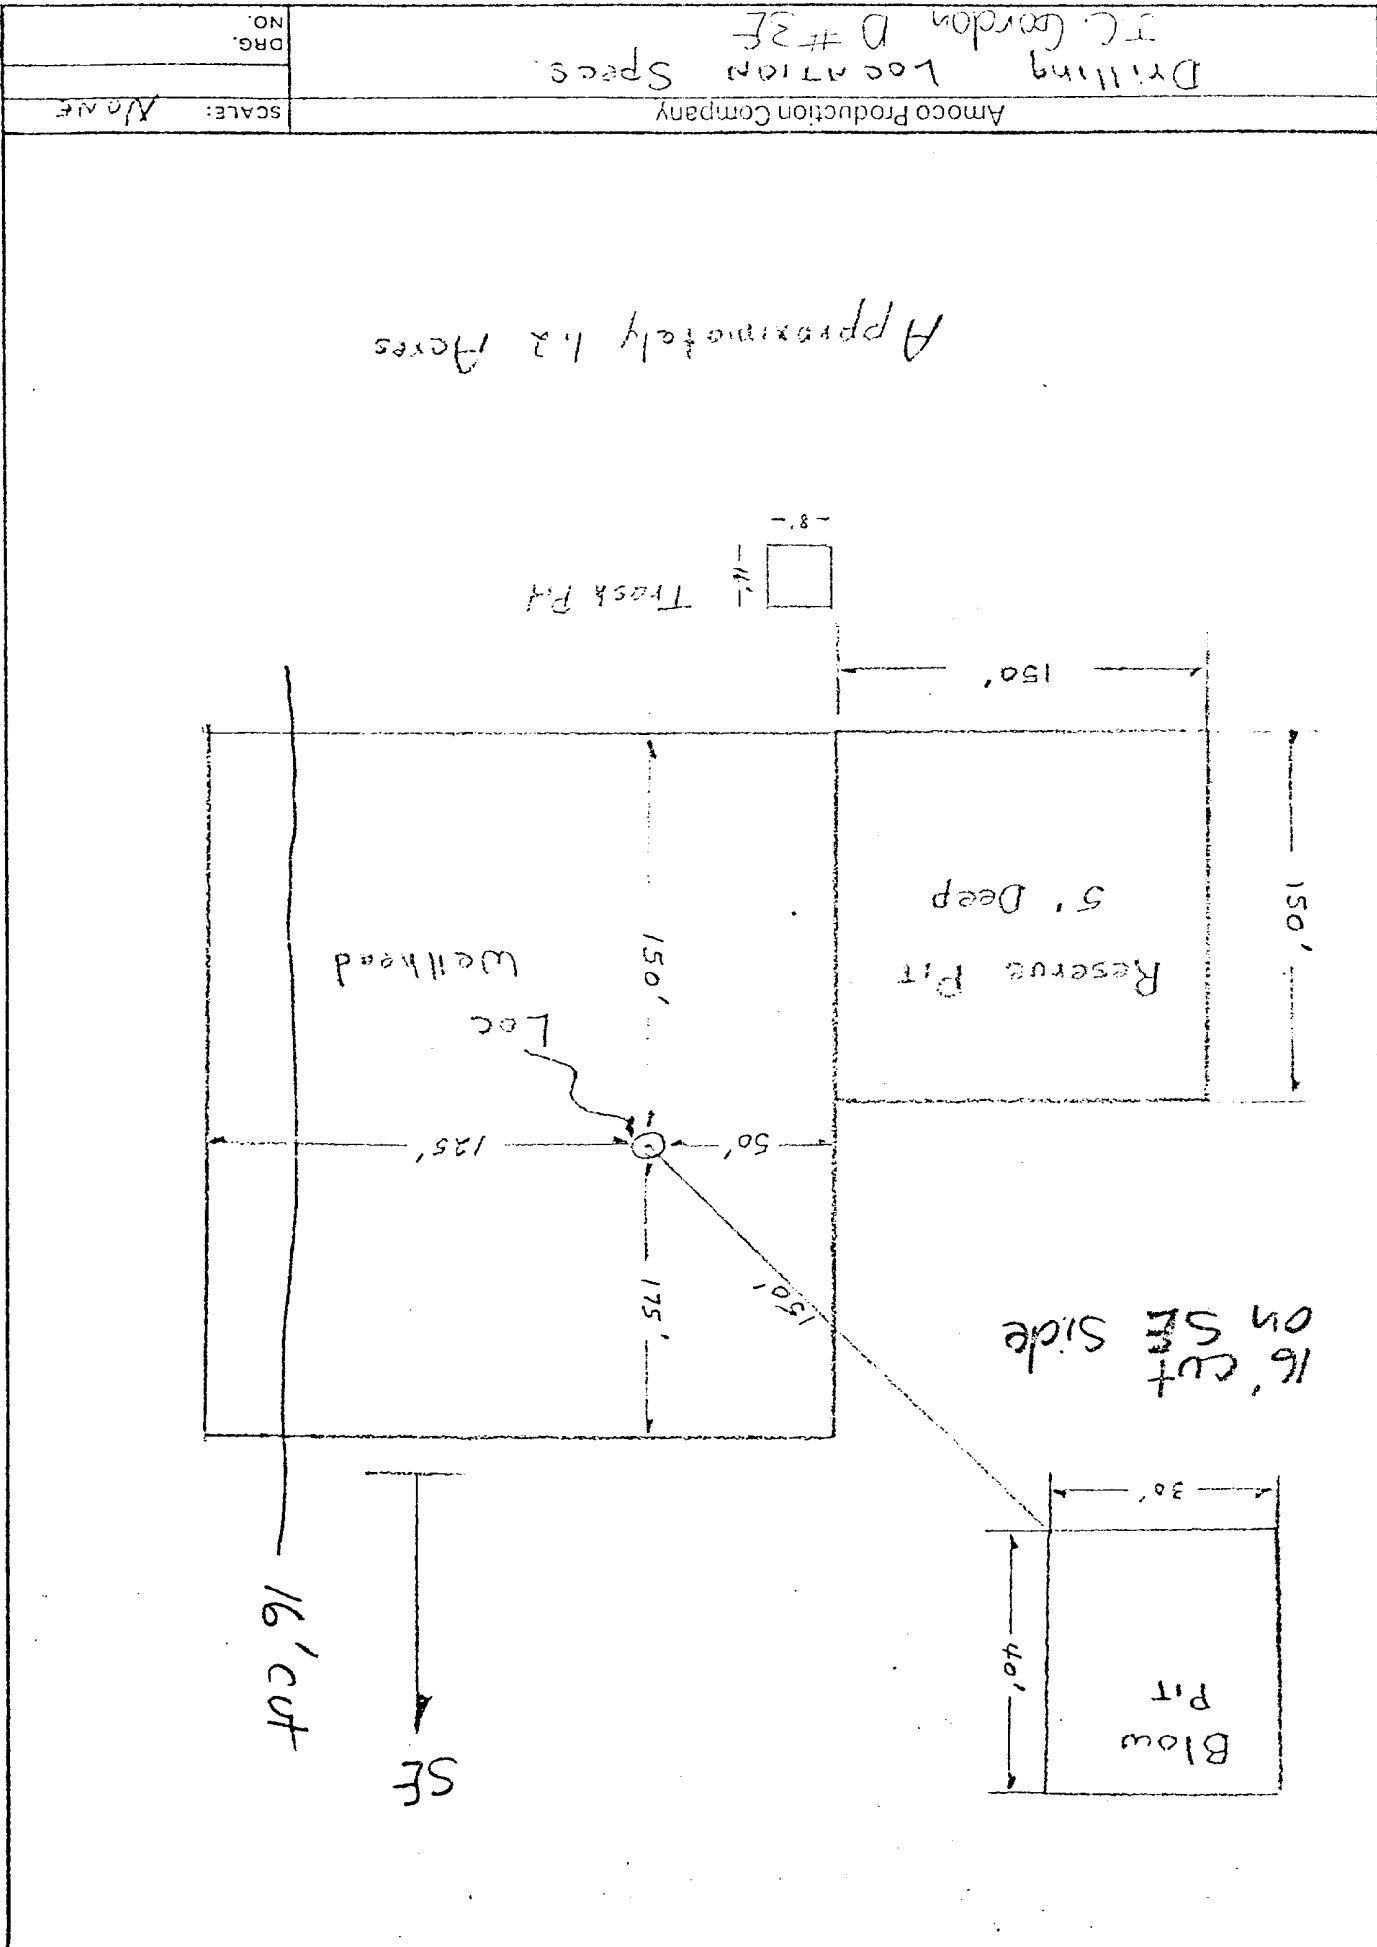 SE
16' cut
Blow
PIT
40'
30'
16' cut
on SE Side
150'
175'
50'
125'
Loc
Wellhead
150'
Reserve PIT
5' Deep
150'
150'
Trash Pit
8'
Approximately 1.2 Acres
Amoco Production Company
SCALE: NONE
Drilling LOCATION Specs.
J.C. Gordon D #3E
DRG.
NO.